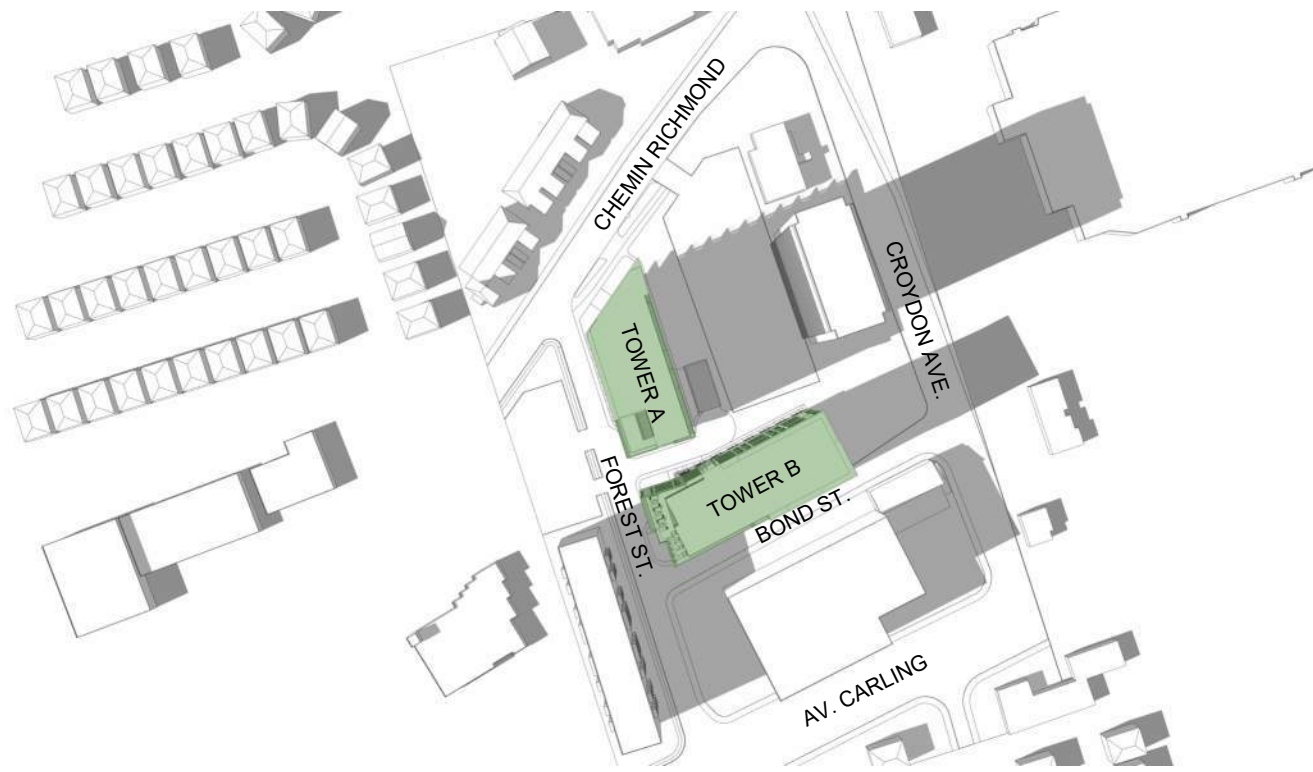 CHEMIN RICHMOND
CROYDON AVE.
TOWER A
TOWER B
FOREST ST.
BOND ST.
AV. CARLING